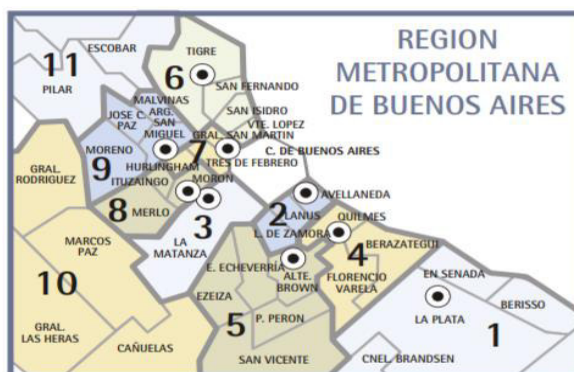 REGION
METROPOLITANA
DE BUENOS AIRES
11
ESCOBAR
PILAR
TIGRE
6
SAN FERNANDO
MALVINAS
ARG.
JOSE C.
PAZ
SAN
MIGUEL
SAN ISIDRO
VTE. LOPEZ
GRAL. SAN MARTIN
7
TRES DE FEBRERO
C. DE BUENOS AIRES
MORENO
9
HURLINGHAM
ITUZAINGO
MORON
GRAL.
RODRIGUEZ
8
MERLO
3
LA
MATANZA
2
AVELLANEDA
LANUS
L. DE ZAMORA
QUILMES
4
BERAZATEGUI
FLORENCIO
VARELA
MARCOS
PAZ
10
GRAL.
LAS HERAS
CAÑUELAS
E. ECHEVERRÍA
ALTE.
BROWN
EZEIZA
5
P. PERON
SAN VICENTE
EN SENADA
BERISSO
LA PLATA
1
CNEL. BRANDSEN